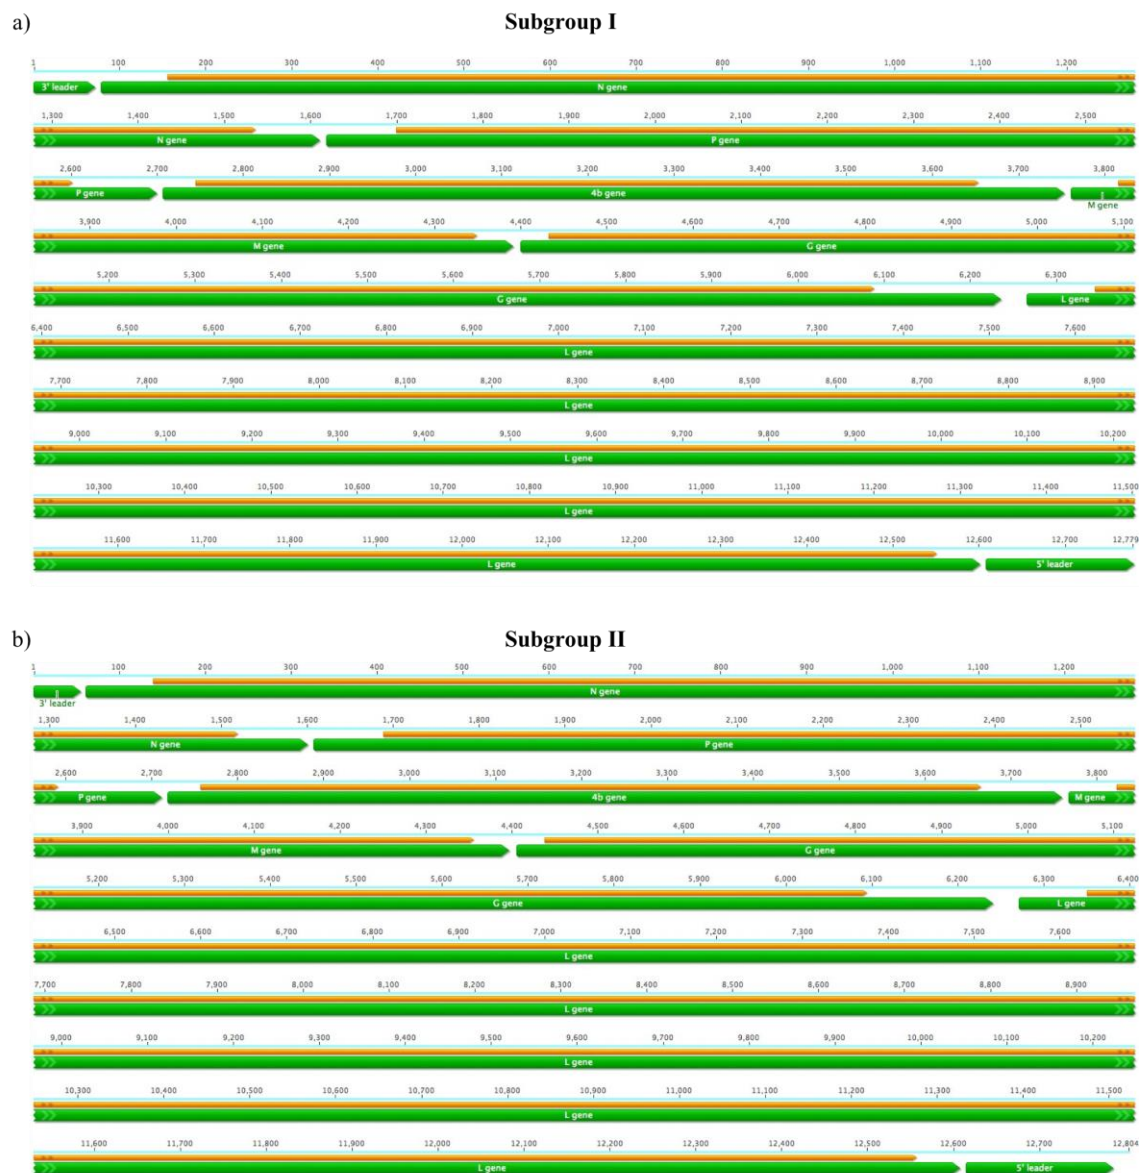 a)
Subgroup I
1 100 200 300 400 500 600 700 800 900 1,000 1,100 1,200
3' leader N gene
1,300 1,400 1,500 1,600 1,700 1,800 1,900 2,000 2,100 2,200 2,300 2,400 2,500
N gene P gene
2,600 2,700 2,800 2,900 3,000 3,100 3,200 3,300 3,400 3,500 3,600 3,700 3,800
P gene 4b gene M gene
3,900 4,000 4,100 4,200 4,300 4,400 4,500 4,600 4,700 4,800 4,900 5,000 5,100
M gene G gene
5,200 5,300 5,400 5,500 5,600 5,700 5,800 5,900 6,000 6,100 6,200 6,300
G gene L gene
6,400 6,500 6,600 6,700 6,800 6,900 7,000 7,100 7,200 7,300 7,400 7,500 7,600
L gene
7,700 7,800 7,900 8,000 8,100 8,200 8,300 8,400 8,500 8,600 8,700 8,800 8,900
L gene
9,000 9,100 9,200 9,300 9,400 9,500 9,600 9,700 9,800 9,900 10,000 10,100 10,200
L gene
10,300 10,400 10,500 10,600 10,700 10,800 10,900 11,000 11,100 11,200 11,300 11,400 11,500
L gene
11,600 11,700 11,800 11,900 12,000 12,100 12,200 12,300 12,400 12,500 12,600 12,700 12,779
L gene 5' leader
b)
Subgroup II
1 100 200 300 400 500 600 700 800 900 1,000 1,100 1,200
3' leader N gene
1,300 1,400 1,500 1,600 1,700 1,800 1,900 2,000 2,100 2,200 2,300 2,400 2,500
N gene P gene
2,600 2,700 2,800 2,900 3,000 3,100 3,200 3,300 3,400 3,500 3,600 3,700 3,800
P gene 4b gene M gene
3,900 4,000 4,100 4,200 4,300 4,400 4,500 4,600 4,700 4,800 4,900 5,000 5,100
M gene G gene
5,200 5,300 5,400 5,500 5,600 5,700 5,800 5,900 6,000 6,100 6,200 6,300 6,400
G gene L gene
6,500 6,600 6,700 6,800 6,900 7,000 7,100 7,200 7,300 7,400 7,500 7,600
L gene
7,700 7,800 7,900 8,000 8,100 8,200 8,300 8,400 8,500 8,600 8,700 8,800 8,900
L gene
9,000 9,100 9,200 9,300 9,400 9,500 9,600 9,700 9,800 9,900 10,000 10,100 10,200
L gene
10,300 10,400 10,500 10,600 10,700 10,800 10,900 11,000 11,100 11,200 11,300 11,400 11,500
L gene
11,600 11,700 11,800 11,900 12,000 12,100 12,200 12,300 12,400 12,500 12,600 12,700 12,804
L gene 5' leader